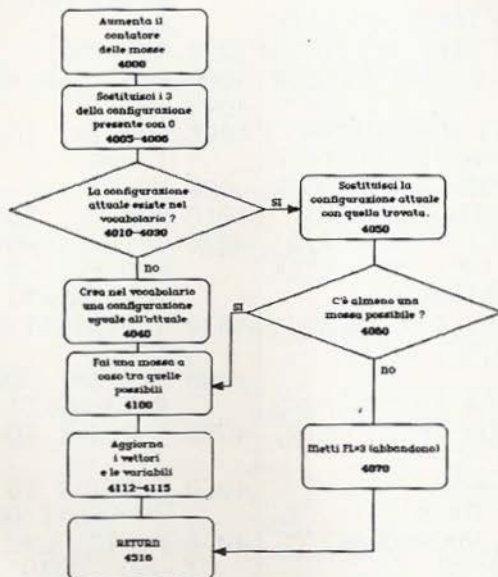 Aumenta il
contatore
delle mosse
4000
Sostituisci i 3
della configurazione
presente con 0
4005-4006
La configurazione
attuale esiste nel
vocabolario ?
4010-4030
SI
no
Sostituisci la
configurazione attuale
con quella trovata.
4050
Crea nel vocabolario
una configurazione
uguale all'attuale
4040
SI
C'è almeno una
mossa possibile ?
4060
no
Fai una mossa a
caso tra quelle
possibili
4100
Metti FL=3 (abbandono)
4070
Aggiorna
i vettori
e le variabili
4112-4115
RETURN
4516